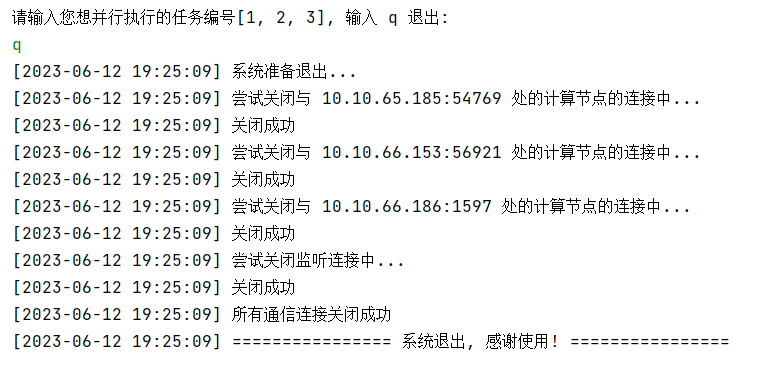 请输入您想并行执行的任务编号[1, 2, 3], 输入 q 退出:
q
[2023-06-12 19:25:09] 系统准备退出...
[2023-06-12 19:25:09] 尝试关闭与 10.10.65.185:54769 处的计算节点的连接中...
[2023-06-12 19:25:09] 关闭成功
[2023-06-12 19:25:09] 尝试关闭与 10.10.66.153:56921 处的计算节点的连接中...
[2023-06-12 19:25:09] 关闭成功
[2023-06-12 19:25:09] 尝试关闭与 10.10.66.186:1597 处的计算节点的连接中...
[2023-06-12 19:25:09] 关闭成功
[2023-06-12 19:25:09] 尝试关闭监听连接中...
[2023-06-12 19:25:09] 关闭成功
[2023-06-12 19:25:09] 所有通信连接关闭成功
[2023-06-12 19:25:09] ================ 系统退出, 感谢使用! ================